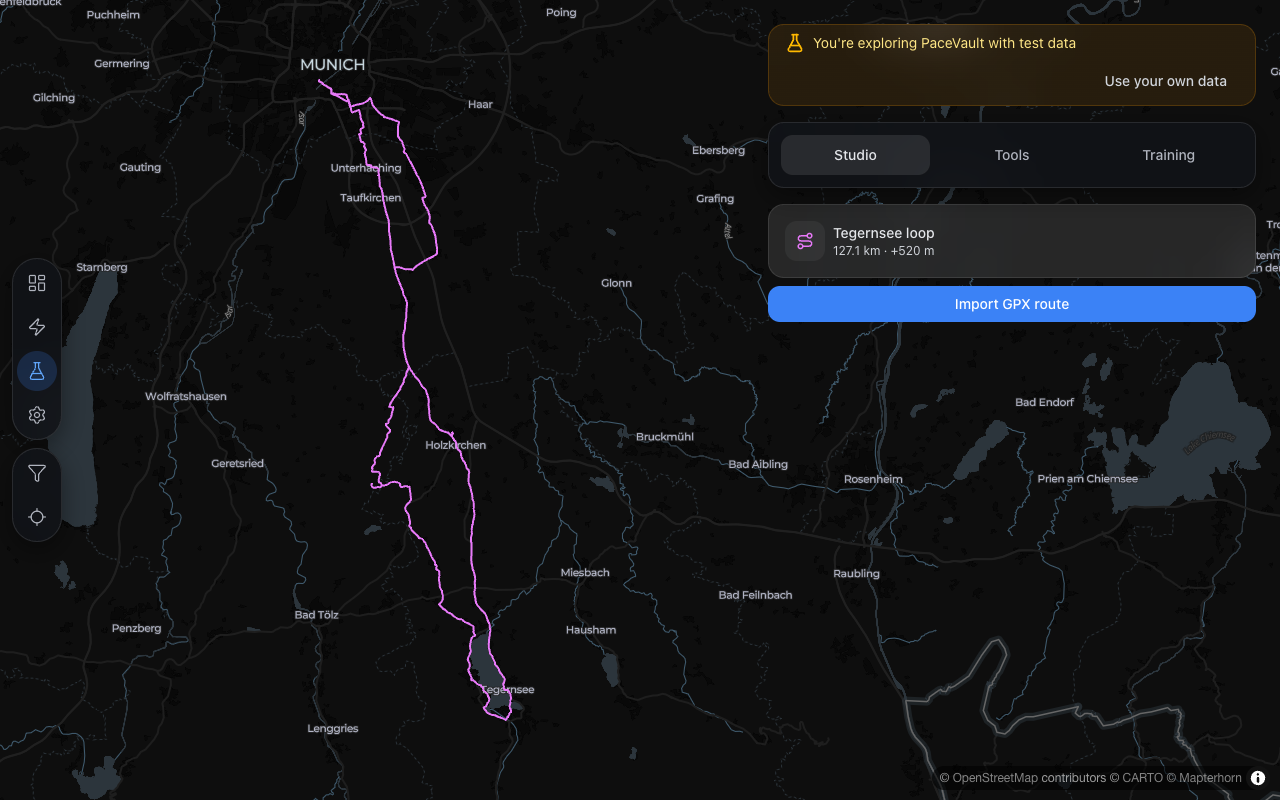 You're exploring PaceVault with test data
Use your own data
Studio
Tools
Training
Tegernsee loop
127.1 km · +520 m
Import GPX route
Puchheim
Poing
MUNICH
Germering
Gilching
Haar
Ebersberg
Gauting
Unterhaching
Taufkirchen
Grafing
Starnberg
Glonn
Wolfratshausen
Bad Endorf
Bruckmühl
Holzkirchen
Geretsried
Bad Aibling
Rosenheim
Prien am Chiemsee
Miesbach
Raubling
Bad Feilnbach
Bad Tölz
Penzberg
Hausham
Tegernsee
Lenggries
© OpenStreetMap contributors © CARTO © Mapterhorn